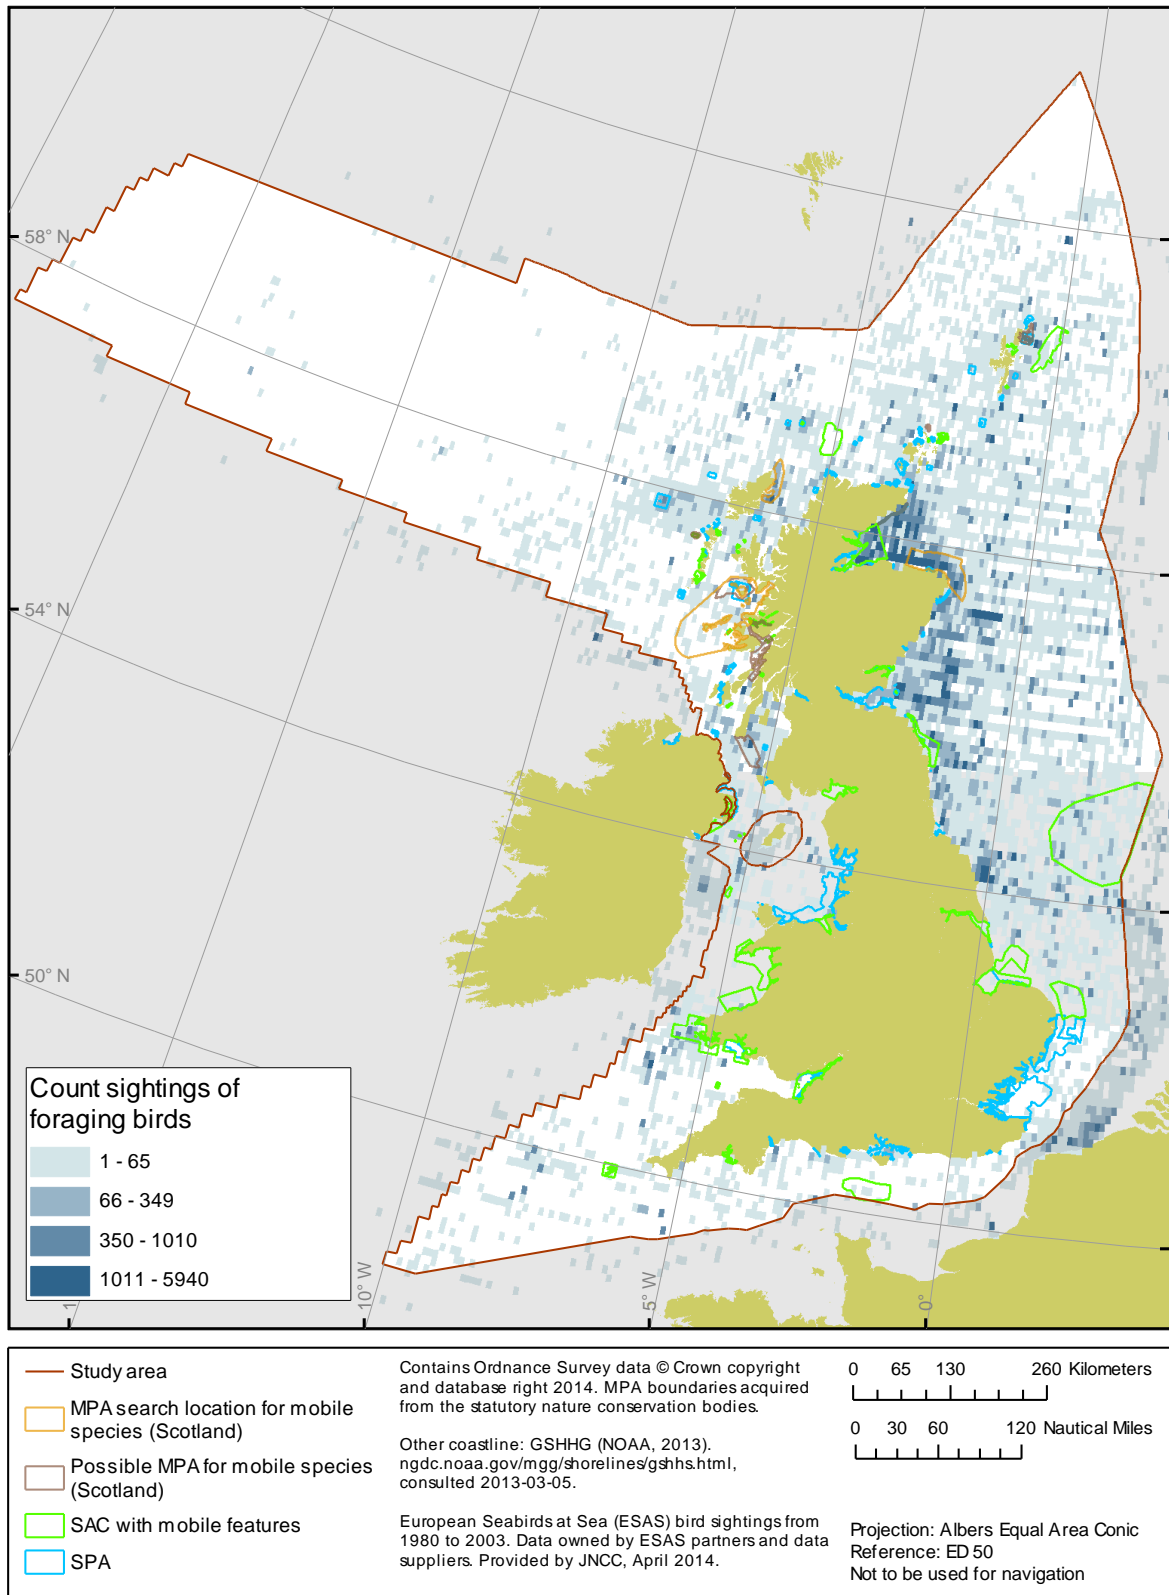 58° N
54° N
50° N
Count sightings of
foraging birds
1 - 65
66 - 349
350 - 1010
1011 - 5940
1
10° W
5° W
0°
Study area
MPA search location for mobile
species (Scotland)
Possible MPA for mobile species
(Scotland)
SAC with mobile features
SPA
Contains Ordnance Survey data © Crown copyright
and database right 2014. MPA boundaries acquired
from the statutory nature conservation bodies.
Other coastline: GSHHG (NOAA, 2013).
ngdc.noaa.gov/mgg/shorelines/gshhs.html,
consulted 2013-03-05.
European Seabirds at Sea (ESAS) bird sightings from
1980 to 2003. Data owned by ESAS partners and data
suppliers. Provided by JNCC, April 2014.
0 65 130 260 Kilometers
0 30 60 120 Nautical Miles
Projection: Albers Equal Area Conic
Reference: ED 50
Not to be used for navigation